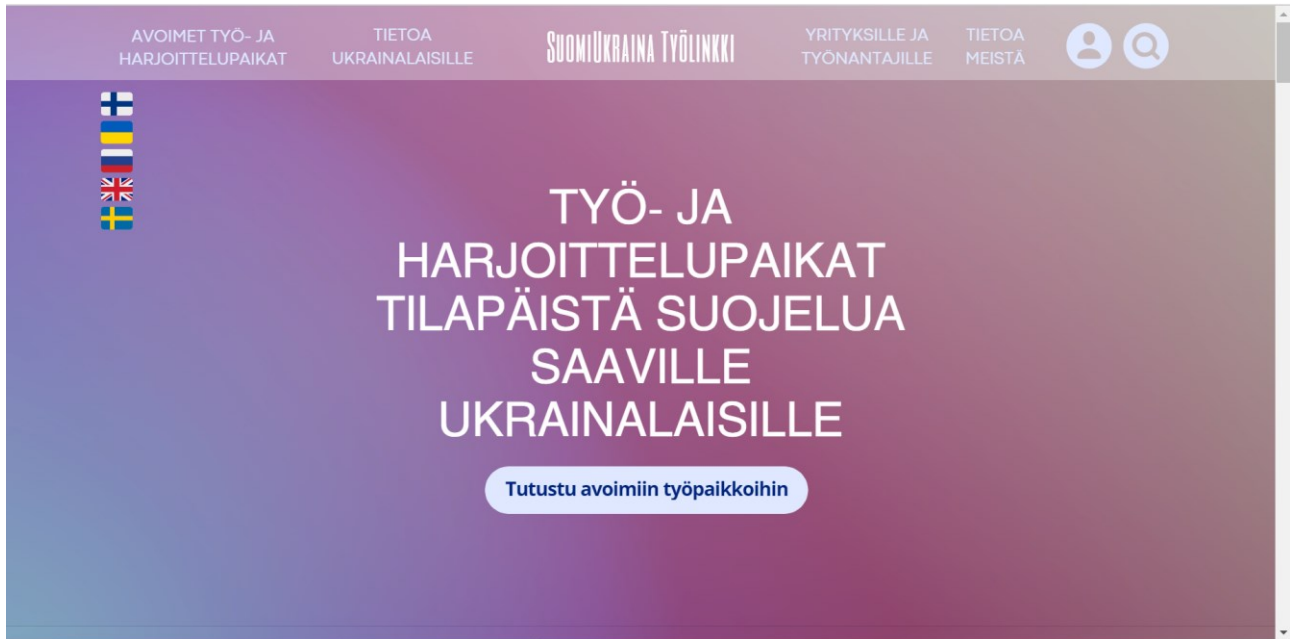 AVOIMET TYÖ- JA
HARJOITTELUPAIKAT
TIETOA
UKRAINALAISILLE
SUOMIUKRAINA TYÖLINKKI
YRITYKSILLE JA
TYÖNANTAJILLE
TIETOA
MEISTÄ
TYÖ- JA
HARJOITTELUPAIKAT
TILAPÄISTÄ SUOJELUA
SAAVILLE
UKRAINALAISILLE
Tutustu avoimiin työpaikkoihin